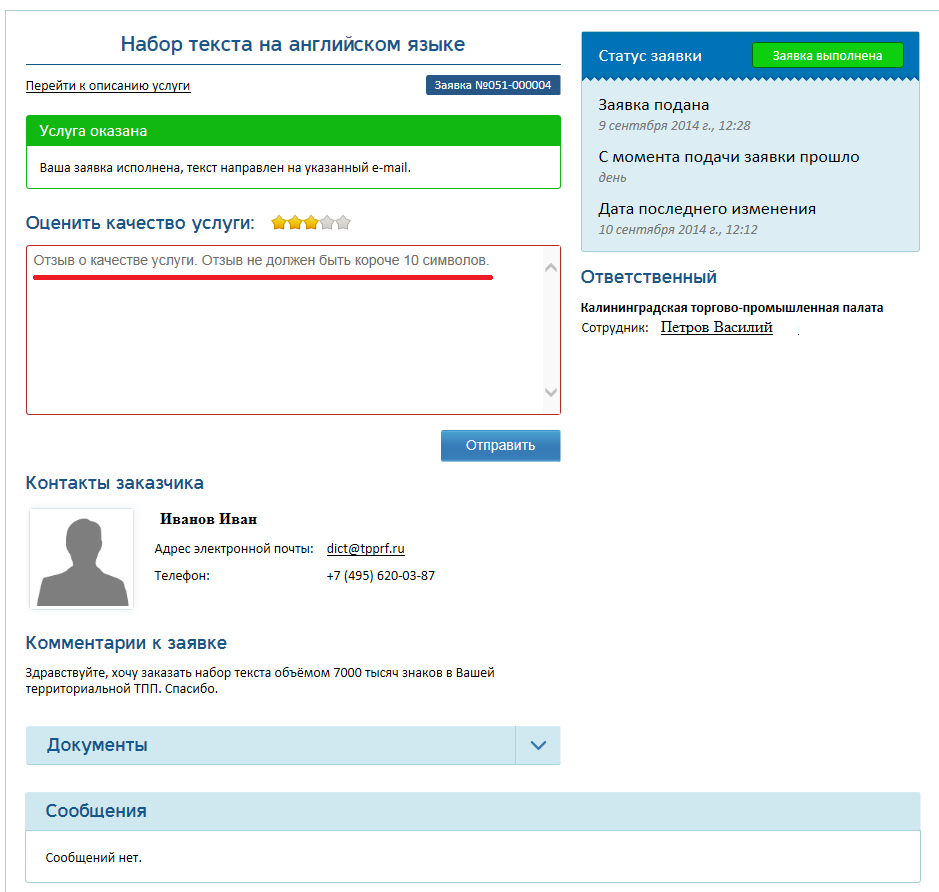 Набор текста на английском языке
Перейти к описанию услуги
Заявка №051-000004
Услуга оказана
Ваша заявка исполнена, текст направлен на указанный e-mail.
Оценить качество услуги:
Отзыв о качестве услуги. Отзыв не должен быть короче 10 символов.
Отправить
Контакты заказчика
Иванов Иван
Адрес электронной почты: dict@tpprf.ru
Телефон: +7 (495) 620-03-87
Комментарии к заявке
Здравствуйте, хочу заказать набор текста объёмом 7000 тысяч знаков в Вашей
территориальной ТПП. Спасибо.
Документы
Статус заявки
Заявка выполнена
Заявка подана
9 сентября 2014 г., 12:28
С момента подачи заявки прошло
день
Дата последнего изменения
10 сентября 2014 г., 12:12
Ответственный
Калининградская торгово-промышленная палата
Сотрудник: Петров Василий
Сообщения
Сообщений нет.